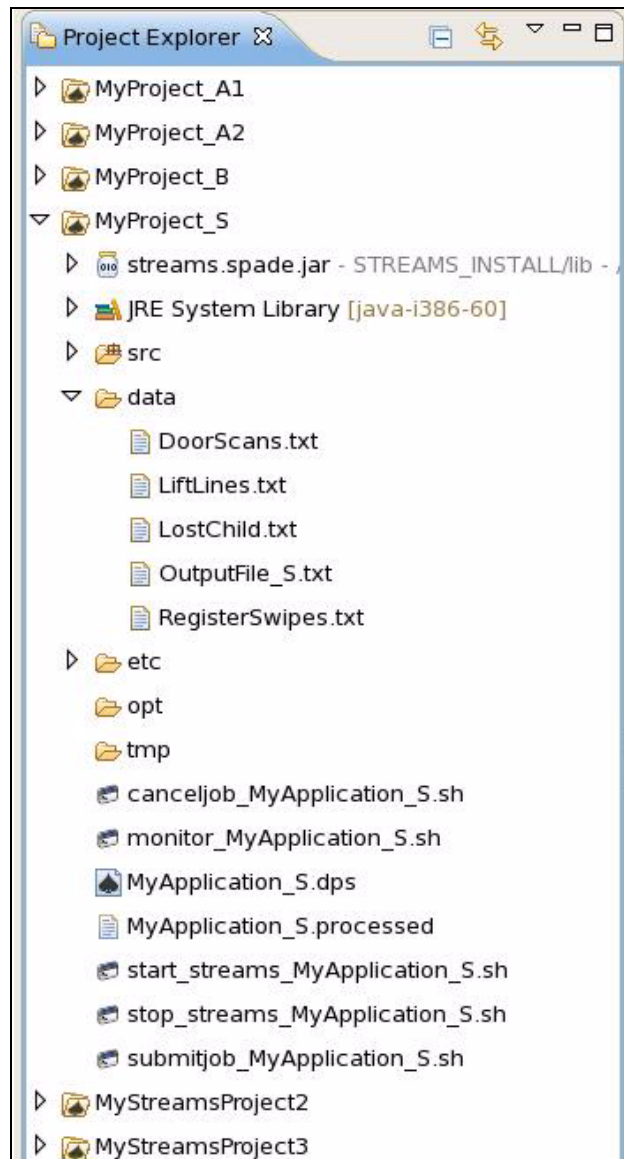 Project Explorer
MyProject_A1
MyProject_A2
MyProject_B
MyProject_S
streams.spade.jar - STREAMS_INSTALL/lib - /
JRE System Library [java-i386-60]
src
data
DoorScans.txt
LiftLines.txt
LostChild.txt
OutputFile_S.txt
RegisterSwipes.txt
etc
opt
tmp
canceljob_MyApplication_S.sh
monitor_MyApplication_S.sh
MyApplication_S.dps
MyApplication_S.processed
start_streams_MyApplication_S.sh
stop_streams_MyApplication_S.sh
submitjob_MyApplication_S.sh
MyStreamsProject2
MyStreamsProject3